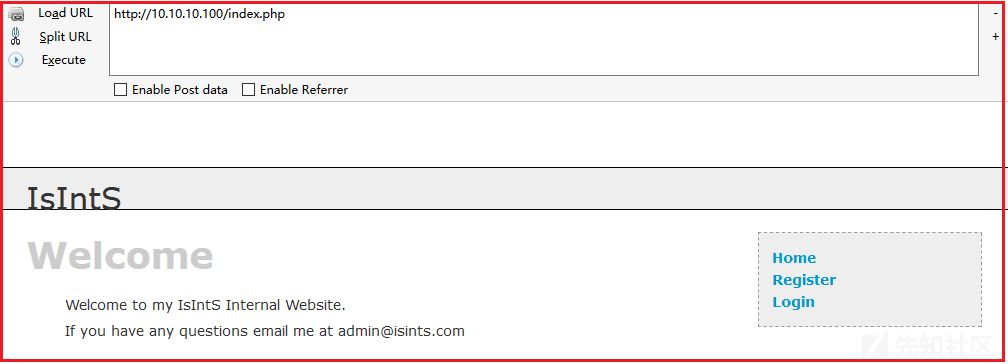 Load URL
http://10.10.10.100/index.php
-
Split URL
+
Execute
Enable Post data Enable Referrer
IsIntS
Welcome
Home
Register
Login
Welcome to my IsIntS Internal Website.
If you have any questions email me at admin@isints.com
先知社区